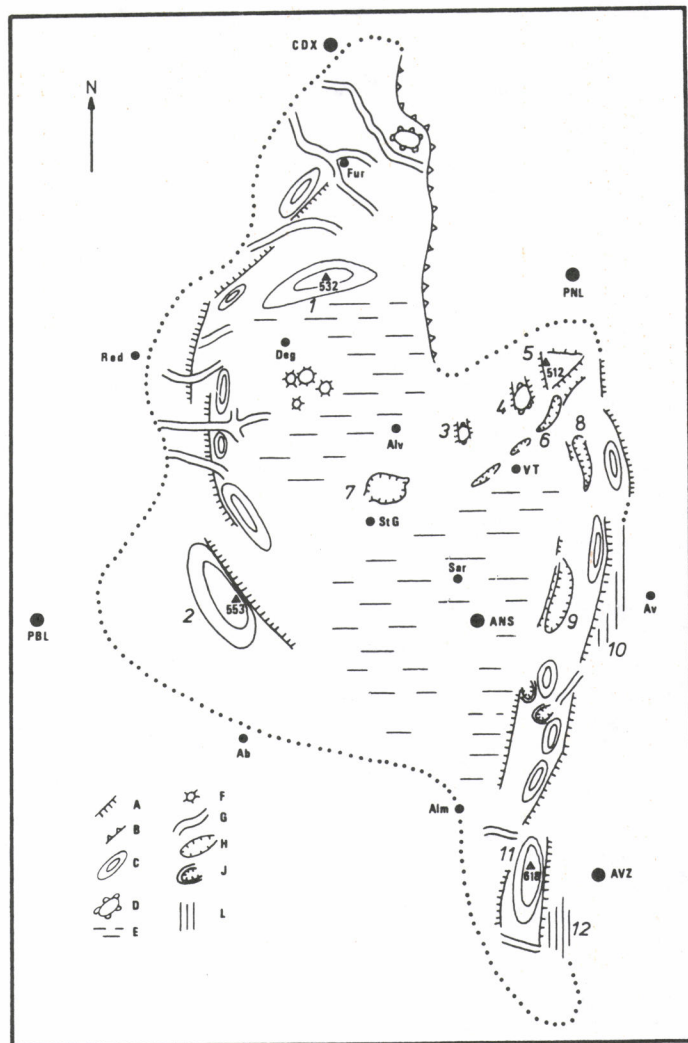 CDX
N
Fur
532
PNL
1
Red
Deg
5
512
4
3
6
8
Alv
VT
7
StG
Sar
2
553
ANS
9
Av
PBL
10
Ab
A
F
G
Alm
B
H
C
J
11
618
AVZ
D
L
12
E